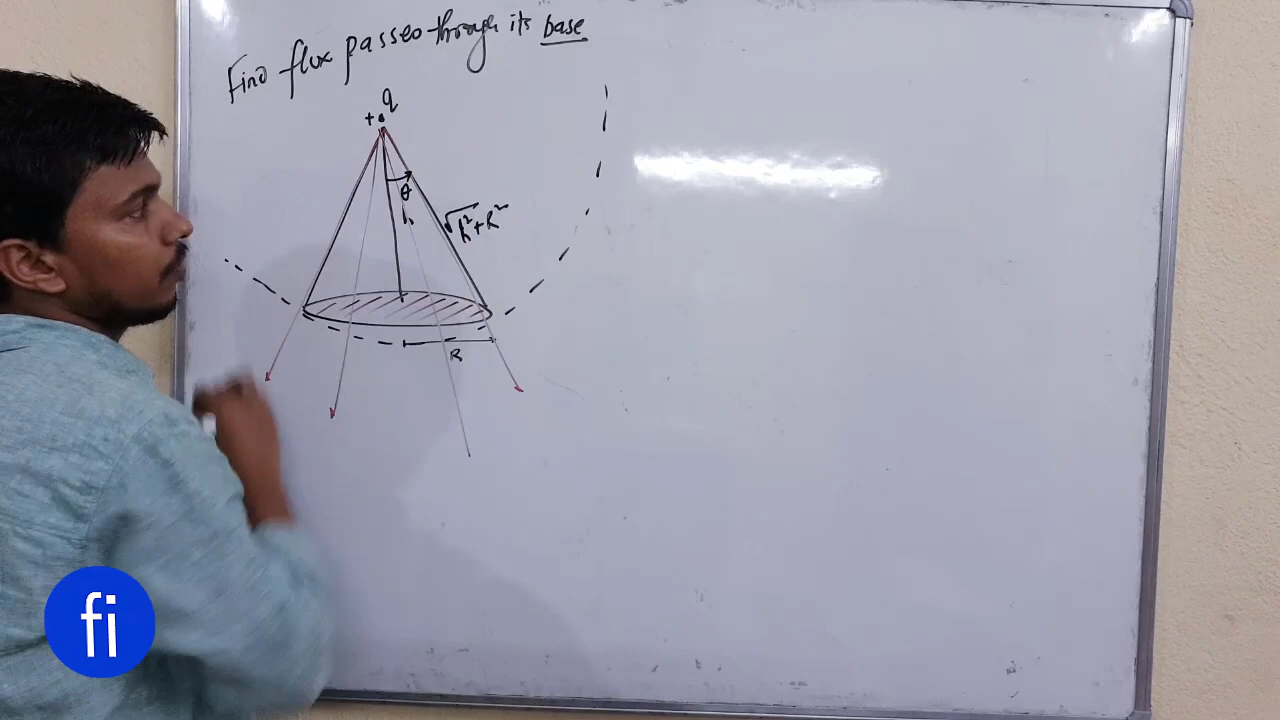 Find flux passes through its base
+q
θ
h
√h²+R²
R
fi